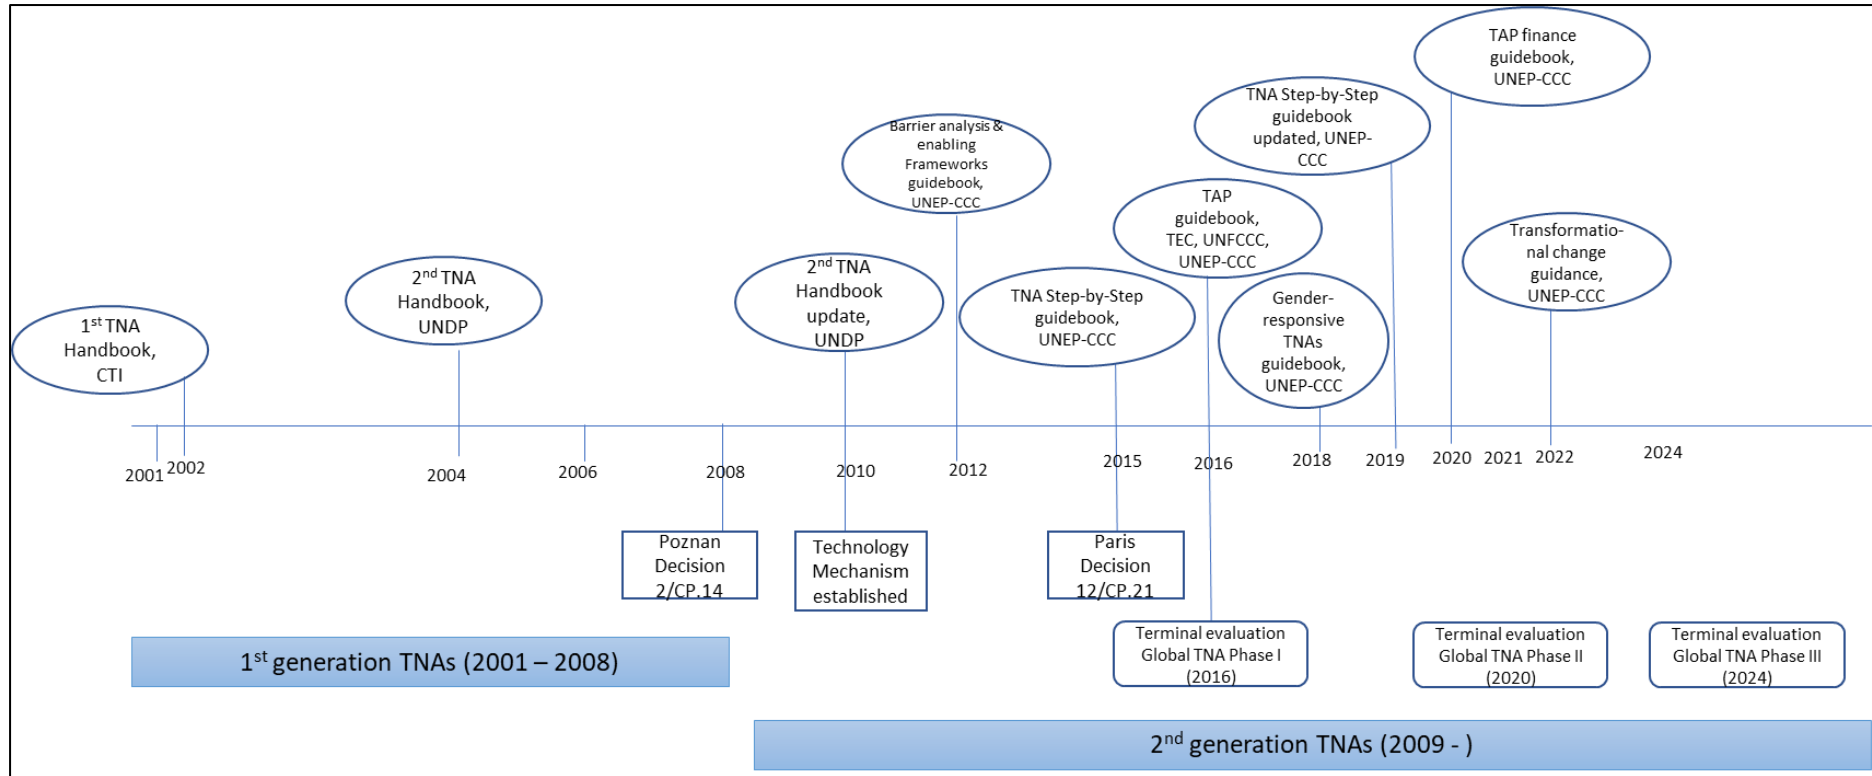 TAP finance
guidebook,
UNEP-CCC
TNA Step-by-Step
guidebook
updated, UNEP-
CCC
Barrier analysis &
enabling
Frameworks
guidebook,
UNEP-CCC
TAP
guidebook,
TEC, UNFCCC,
UNEP-CCC
Transformatio-
nal change
guidance,
UNEP-CCC
2nd TNA
Handbook,
UNDP
2nd TNA
Handbook
update,
UNDP
TNA Step-by-Step
guidebook,
UNEP-CCC
Gender-
responsive
TNAs
guidebook,
UNEP-CCC
1st TNA
Handbook,
CTI
2001 2002 2004 2006 2008 2010 2012 2015 2016 2018 2019 2020 2021 2022 2024
Poznan
Decision
2/CP.14
Technology
Mechanism
established
Paris
Decision
12/CP.21
1st generation TNAs (2001 – 2008)
Terminal evaluation
Global TNA Phase I
(2016)
Terminal evaluation
Global TNA Phase II
(2020)
Terminal evaluation
Global TNA Phase III
(2024)
2nd generation TNAs (2009 - )